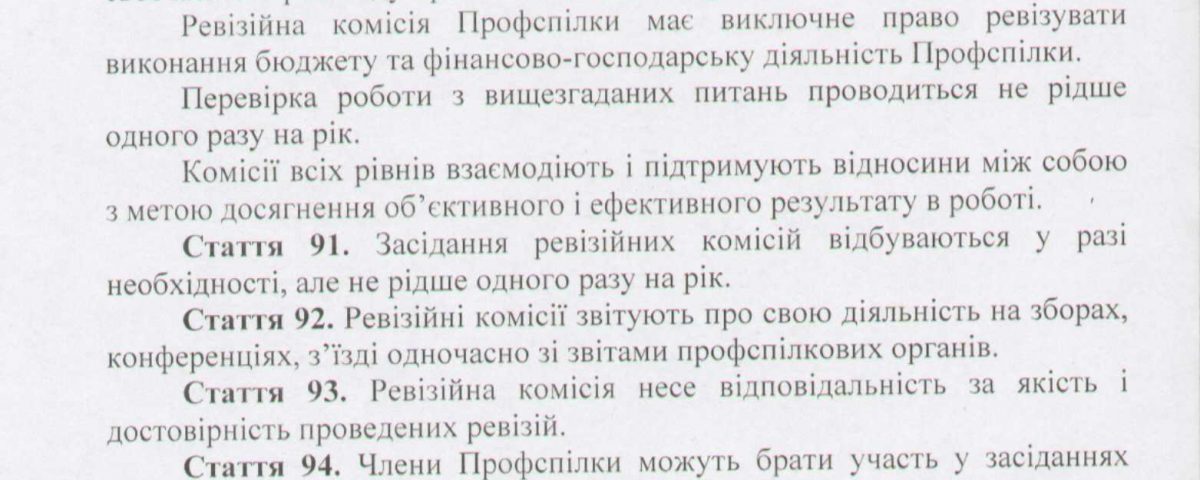 Ревізійна комісія Профспілки має виключне право ревізувати
виконання бюджету та фінансово-господарську діяльність Профспілки.
Перевірка роботи з вищезгаданих питань проводиться не рідше
одного разу на рік.
Комісії всіх рівнів взаємодіють і підтримують відносини між собою
з метою досягнення об’єктивного і ефективного результату в роботі.
Стаття 91. Засідання ревізійних комісій відбуваються у разі
необхідності, але не рідше одного разу на рік.
Стаття 92. Ревізійні комісії звітують про свою діяльність на зборах,
конференціях, з’їзді одночасно зі звітами профспілкових органів.
Стаття 93. Ревізійна комісія несе відповідальність за якість і
достовірність проведених ревізій.
Стаття 94. Члени Профспілки можуть брати участь у засіданнях